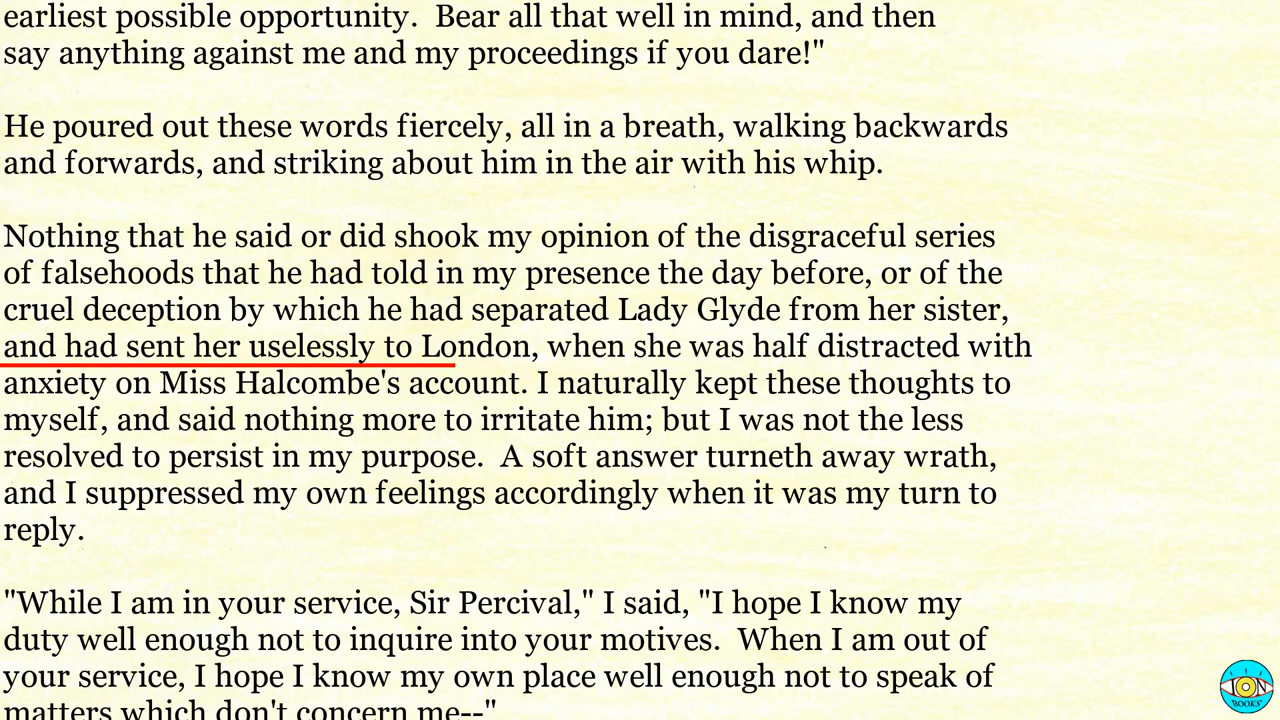 earliest possible opportunity.  Bear all that well in mind, and then
say anything against me and my proceedings if you dare!"
He poured out these words fiercely, all in a breath, walking backwards
and forwards, and striking about him in the air with his whip.
Nothing that he said or did shook my opinion of the disgraceful series
of falsehoods that he had told in my presence the day before, or of the
cruel deception by which he had separated Lady Glyde from her sister,
and had sent her uselessly to London, when she was half distracted with
anxiety on Miss Halcombe's account. I naturally kept these thoughts to
myself, and said nothing more to irritate him; but I was not the less
resolved to persist in my purpose.  A soft answer turneth away wrath,
and I suppressed my own feelings accordingly when it was my turn to
reply.
"While I am in your service, Sir Percival," I said, "I hope I know my
duty well enough not to inquire into your motives.  When I am out of
your service, I hope I know my own place well enough not to speak of
matters which don't concern me--"
ION
BOOKS